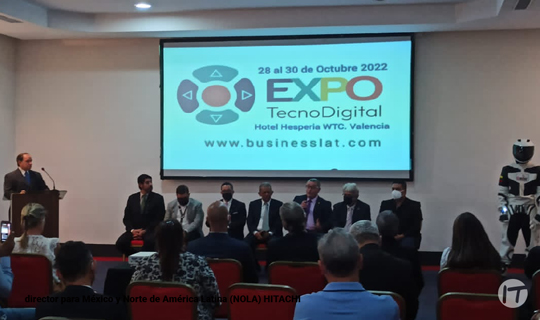 28 al 30 de Octubre 2022
EXPO
TecnoDigital
Hotel Hesperia WTC. Valencia
www.businesslat.com
director para México y Norte de América Latina (NOLA) HITACHI
IT